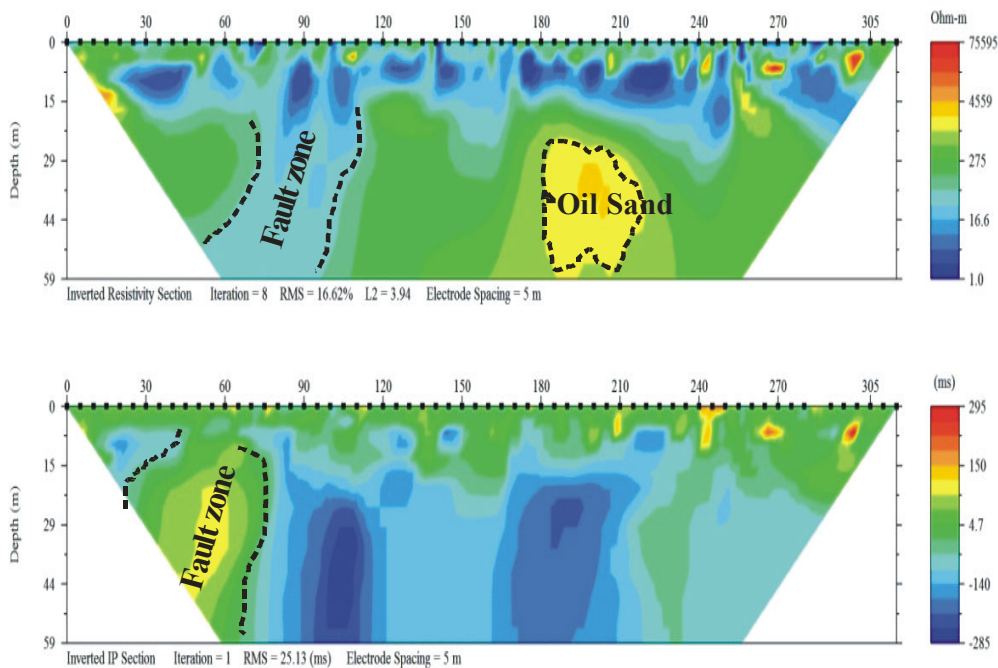 0 30 60 90 120 150 180 210 240 270 305 Ohm-m
Depth (m)
0
15
29
44
59
75595
4559
275
16.6
1.0
Fault zone
Oil Sand
Inverted Resistivity Section Iteration = 8 RMS = 16.62% L2 = 3.94 Electrode Spacing = 5 m
0 30 60 90 120 150 180 210 240 270 305 (ms)
Depth (m)
0
15
29
44
59
295
150
4.7
-140
-285
Fault zone
Inverted IP Section Iteration = 1 RMS = 25.13 (ms) Electrode Spacing = 5 m